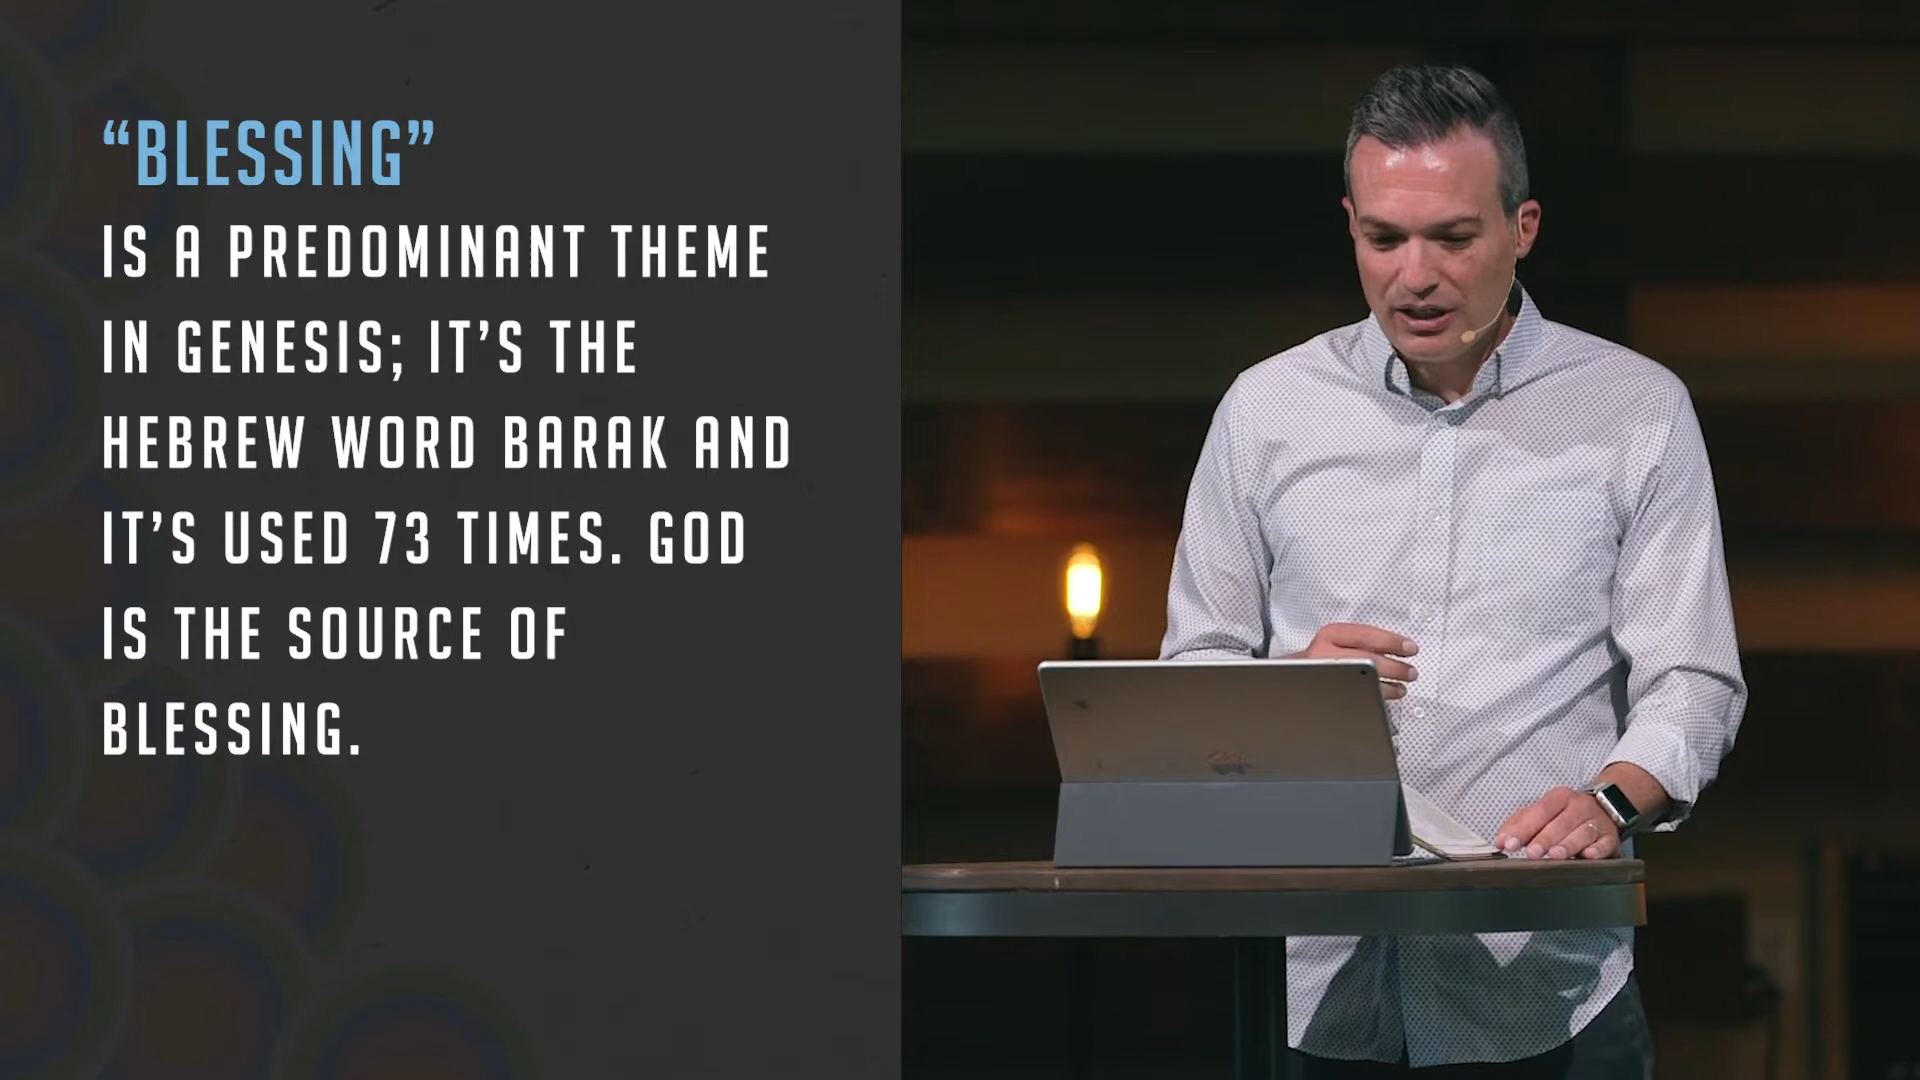 “BLESSING”
IS A PREDOMINANT THEME
IN GENESIS; IT’S THE
HEBREW WORD BARAK AND
IT’S USED 73 TIMES. GOD
IS THE SOURCE OF
BLESSING.